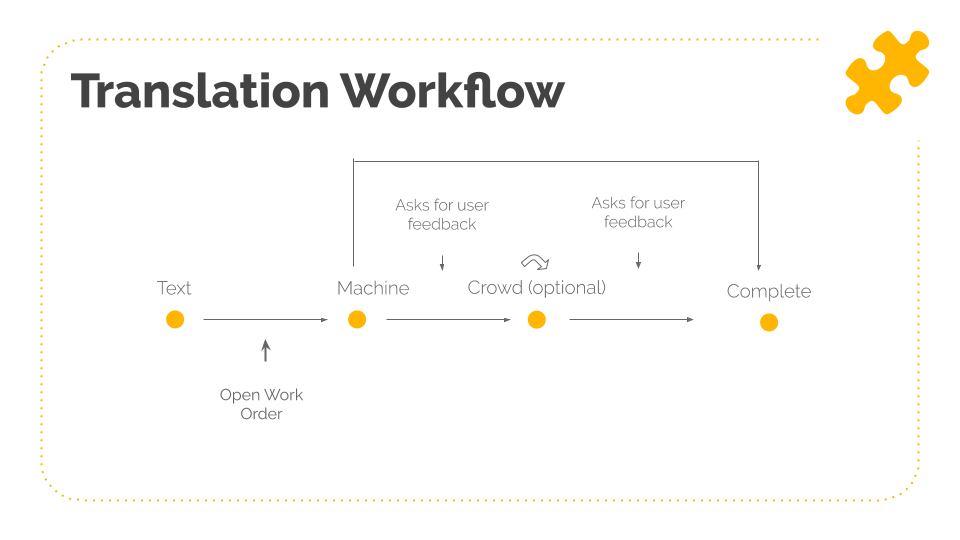 Translation Workflow
Asks for user
feedback
Asks for user
feedback
Text
Machine
Crowd (optional)
Complete
Open Work
Order